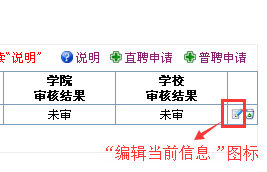 读“说明” 说明 直聘申请 普聘申请
学院 学校
审核结果 审核结果
未审 未审
“编辑当前信息 ”图标